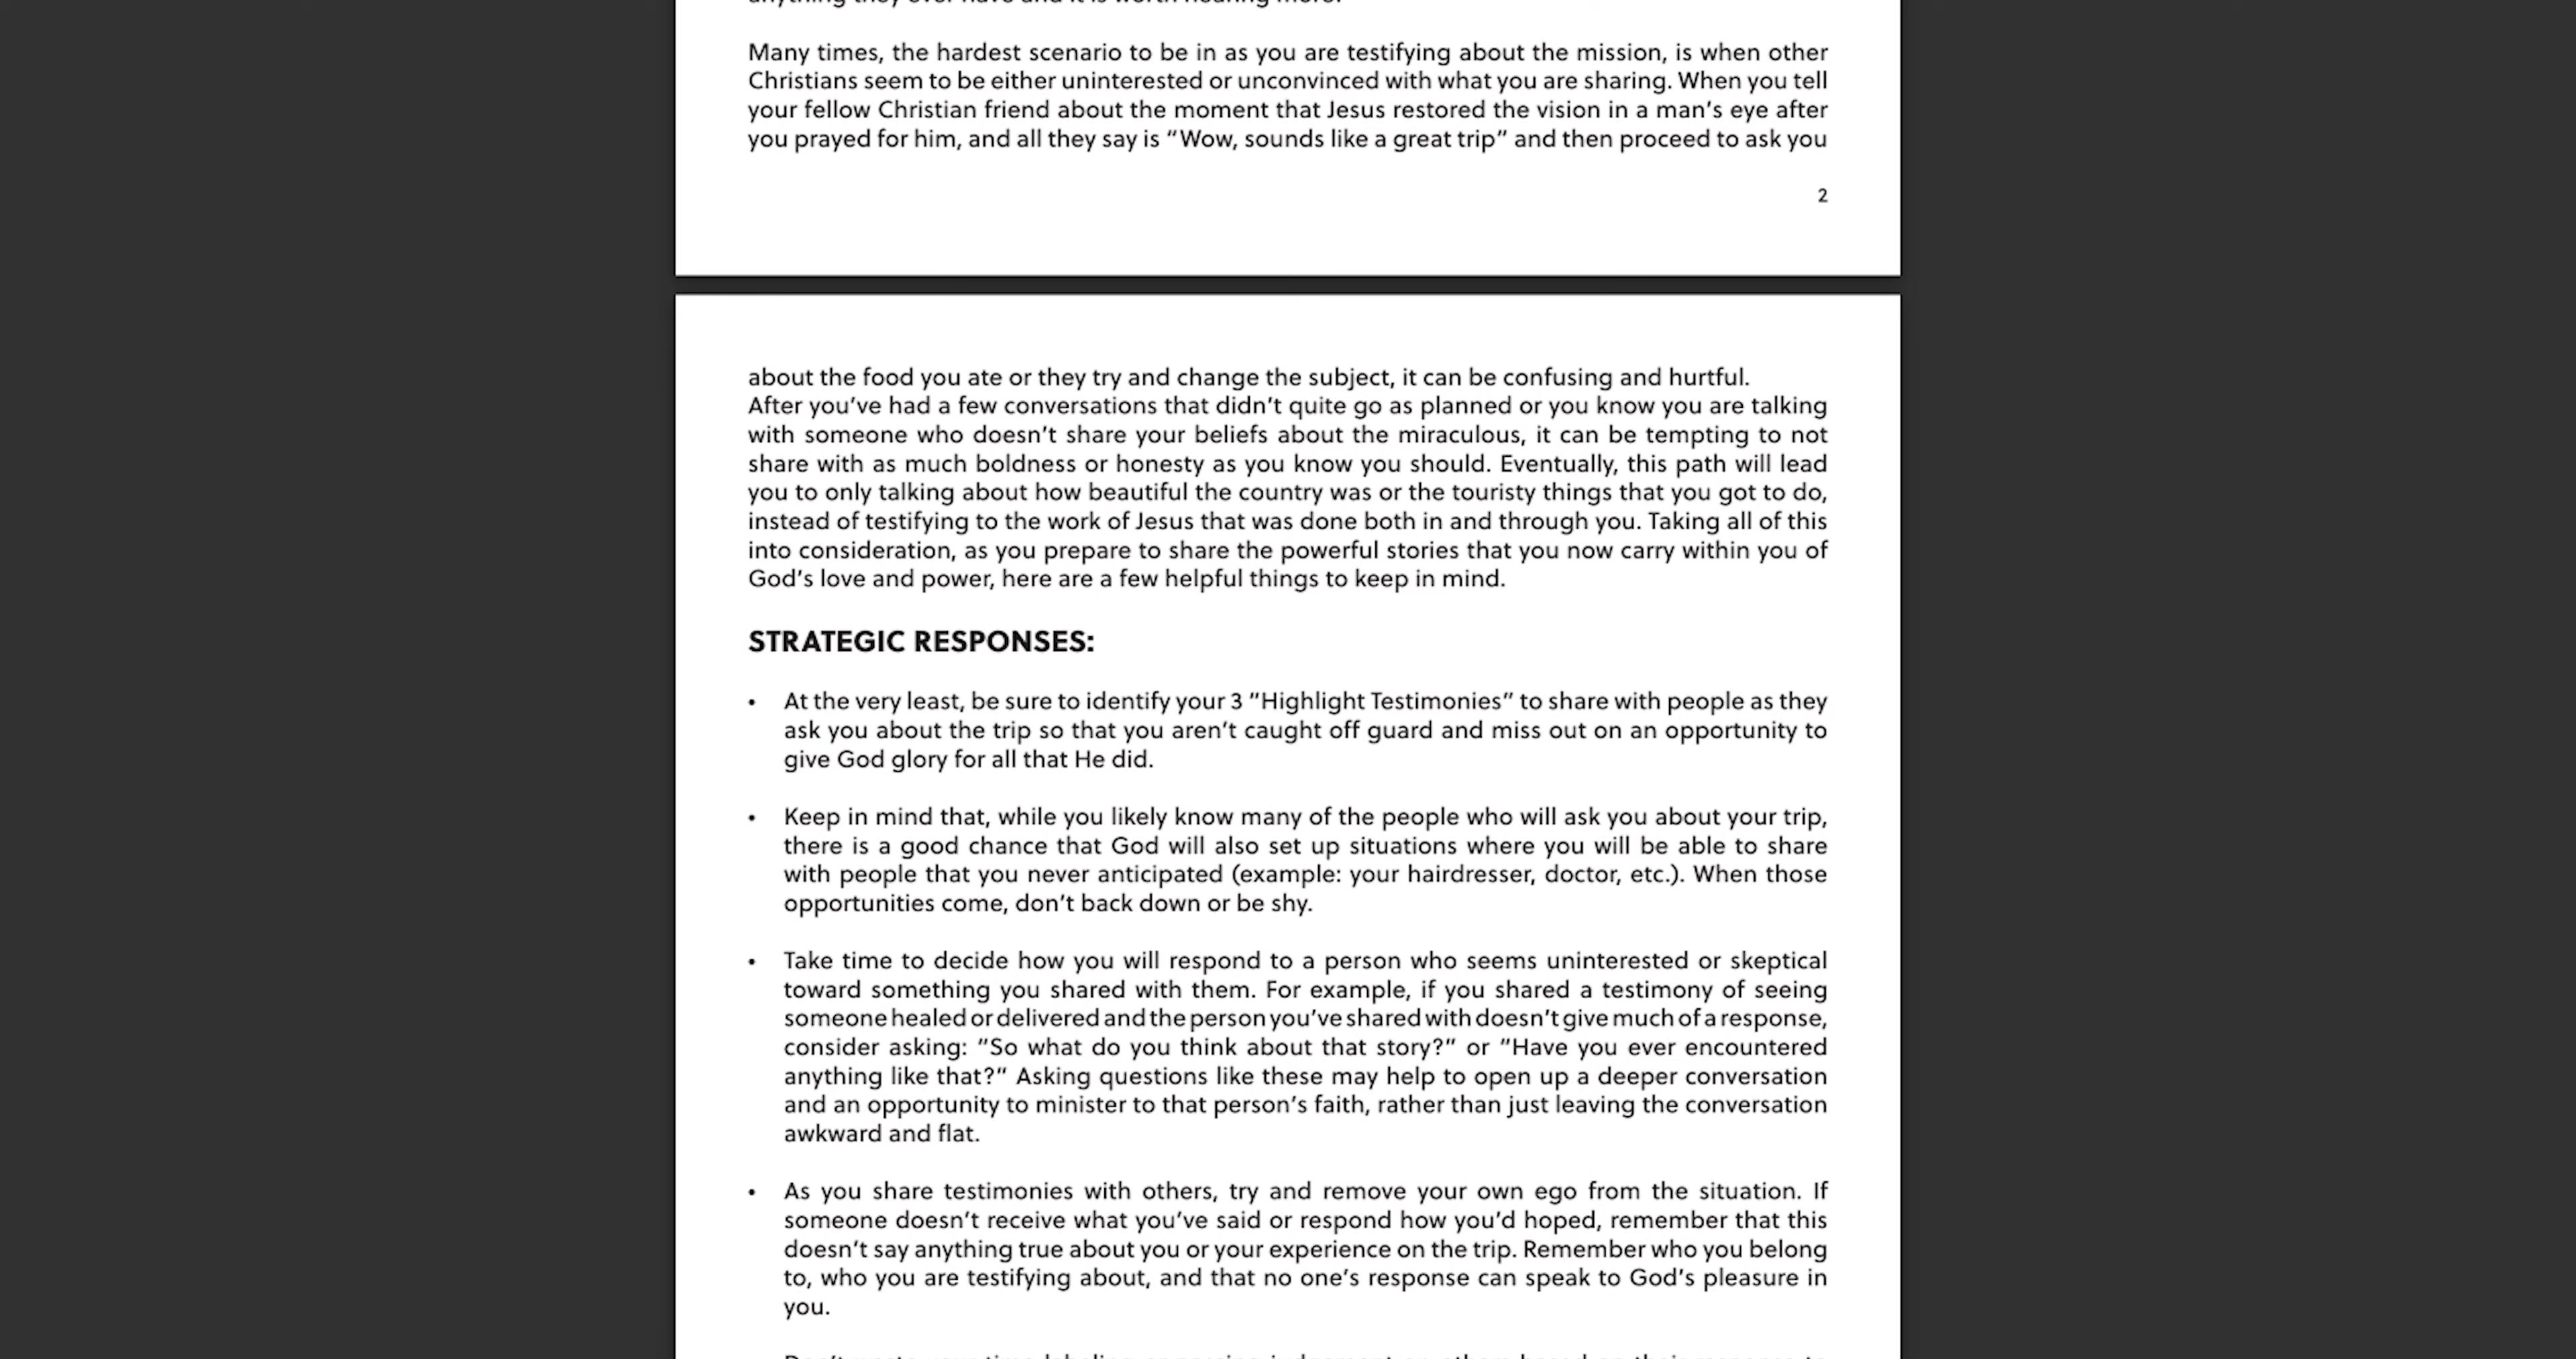 anything they ever have and it is worth hearing more.
Many times, the hardest scenario to be in as you are testifying about the mission, is when other
Christians seem to be either uninterested or unconvinced with what you are sharing. When you tell
your fellow Christian friend about the moment that Jesus restored the vision in a man's eye after
you prayed for him, and all they say is "Wow, sounds like a great trip" and then proceed to ask you
2
about the food you ate or they try and change the subject, it can be confusing and hurtful.
After you've had a few conversations that didn't quite go as planned or you know you are talking
with someone who doesn't share your beliefs about the miraculous, it can be tempting to not
share with as much boldness or honesty as you know you should. Eventually, this path will lead
you to only talking about how beautiful the country was or the touristy things that you got to do,
instead of testifying to the work of Jesus that was done both in and through you. Taking all of this
into consideration, as you prepare to share the powerful stories that you now carry within you of
God's love and power, here are a few helpful things to keep in mind.
STRATEGIC RESPONSES:
• At the very least, be sure to identify your 3 "Highlight Testimonies" to share with people as they
ask you about the trip so that you aren't caught off guard and miss out on an opportunity to
give God glory for all that He did.
• Keep in mind that, while you likely know many of the people who will ask you about your trip,
there is a good chance that God will also set up situations where you will be able to share
with people that you never anticipated (example: your hairdresser, doctor, etc.). When those
opportunities come, don't back down or be shy.
• Take time to decide how you will respond to a person who seems uninterested or skeptical
toward something you shared with them. For example, if you shared a testimony of seeing
someone healed or delivered and the person you've shared with doesn't give much of a response,
consider asking: "So what do you think about that story?" or "Have you ever encountered
anything like that?" Asking questions like these may help to open up a deeper conversation
and an opportunity to minister to that person's faith, rather than just leaving the conversation
awkward and flat.
• As you share testimonies with others, try and remove your own ego from the situation. If
someone doesn't receive what you've said or respond how you'd hoped, remember that this
doesn't say anything true about you or your experience on the trip. Remember who you belong
to, who you are testifying about, and that no one's response can speak to God's pleasure in
you.